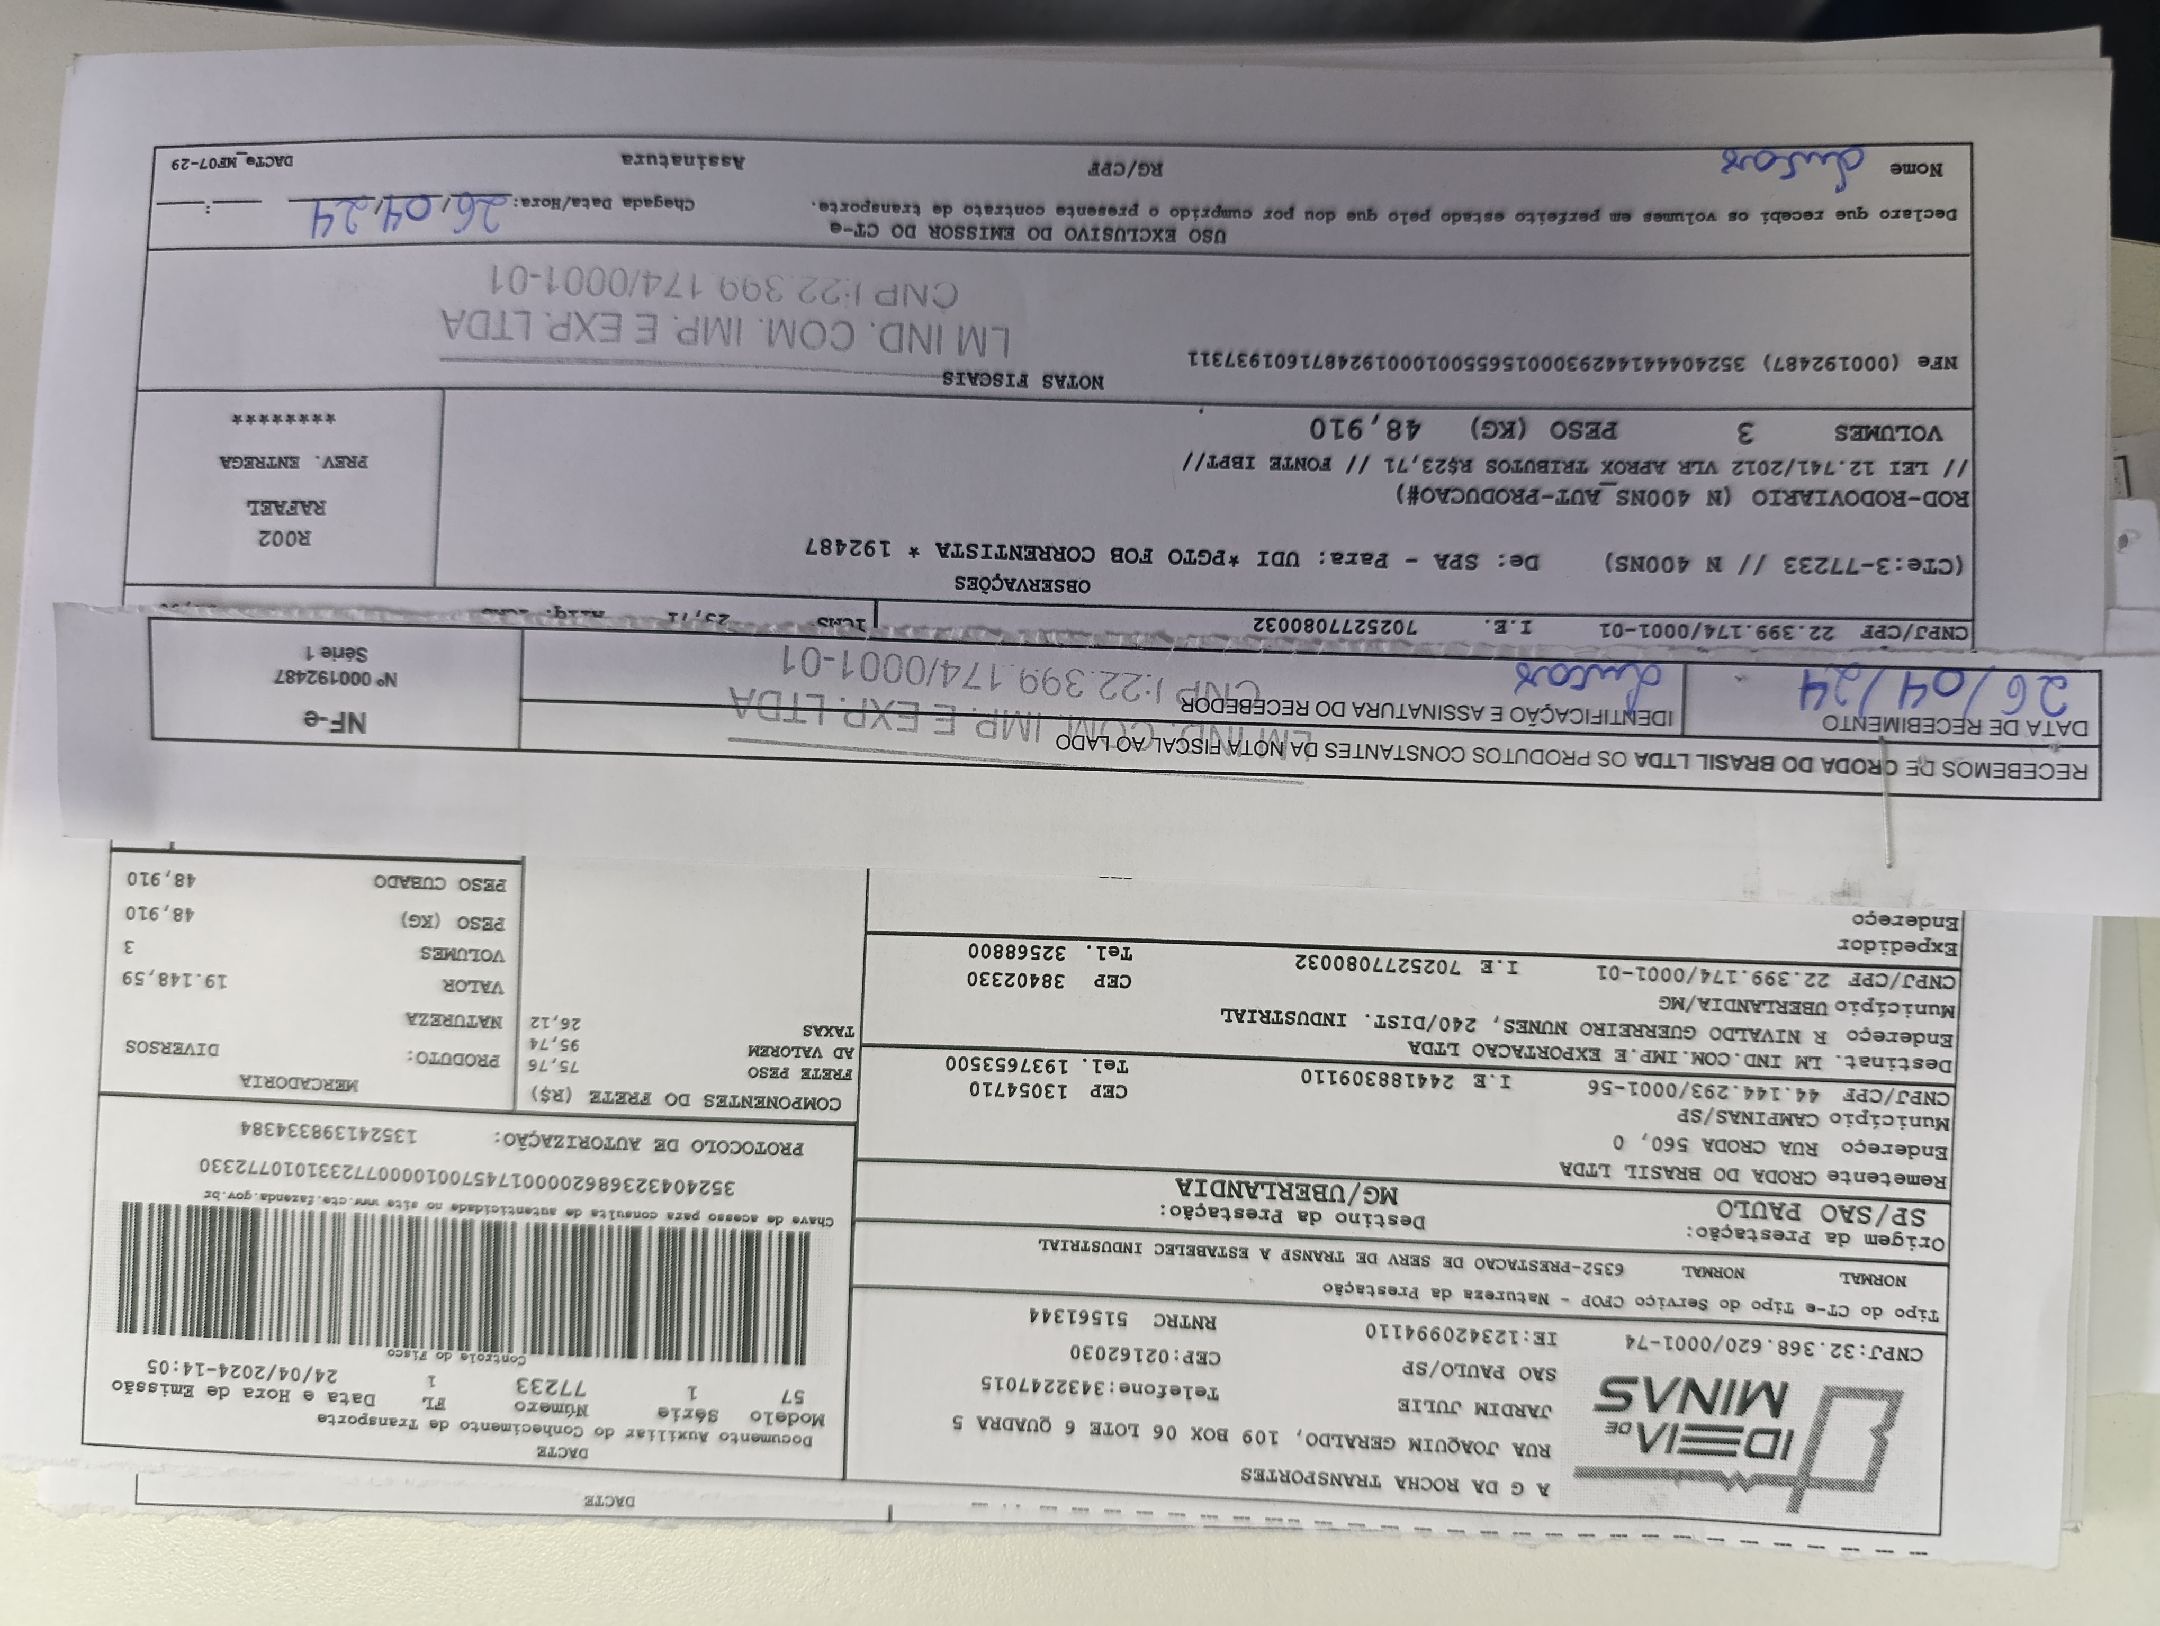 DACTE
IDEIA DE
MINAS
A G DA ROCHA TRANSPORTES
RUA JOAQUIM GERALDO, 109 BOX 06 LOTE 6 QUADRA 5
JARDIM JULIE Telefone:3432247015
SAO PAULO/SP CEP:02162030
CNPJ:32.368.620/0001-74 IE:123420994110 RNTRC 51561344
DACTE
Documento Auxiliar do Conhecimento de Transporte
Modelo Série Número FL Data e Hora de Emissão
57 1 77233 1 24/04/2024-14:05
Controle do Fisco
Chave de acesso para consulta de autenticidade no site www.cte.fazenda.gov.br
35240432368620000174570010000772331010772330
PROTOCOLO DE AUTORIZAÇÃO: 135241398334384
Tipo do CT-e Tipo do Serviço CFOP - Natureza da Prestação
NORMAL NORMAL 6352-PRESTACAO DE SERV DE TRANSP A ESTABELEC INDUSTRIAL
Origem da Prestação: Destino da Prestação:
SP/SAO PAULO MG/UBERLANDIA
Remetente CRODA DO BRASIL LTDA
Endereço RUA CRODA 560, 0
Município CAMPINAS/SP CEP 13054710
CNPJ/CPF 44.144.293/0001-56 I.E 244188309110 Tel. 1937653500
Destinat. LM IND.COM.IMP.E EXPORTACAO LTDA
Endereço R NIVALDO GUERREIRO NUNES, 240/DIST. INDUSTRIAL
Município UBERLANDIA/MG CEP 38402330
CNPJ/CPF 22.399.174/0001-01 I.E 7025277080032 Tel. 32568800
Expedidor
Endereço
COMPONENTES DO FRETE (R$)
FRETE PESO 75,76
AD VALOREM 95,74
TAXAS 26,12
MERCADORIA
PRODUTO: DIVERSOS
NATUREZA
VALOR 19.148,59
VOLUMES 3
PESO (KG) 48,910
PESO CUBADO 48,910
RECEBEMOS DE CRODA DO BRASIL LTDA OS PRODUTOS CONSTANTES DA NOTA FISCAL AO LADO
DATA DE RECEBIMENTO IDENTIFICAÇÃO E ASSINATURA DO RECEBEDOR
26/04/24 Lucas
LM IND. COM. IMP. E EXP. LTDA
CNPJ:22.399.174/0001-01
NF-e
Nº 000192487
Série 1
CNPJ/CPF 22.399.174/0001-01 I.E. 7025277080032 ICMS 23,71
OBSERVAÇÕES
(CTe:3-77233 // N 400NS) De: SPA - Para: UDI *PGTO FOB CORRENTISTA * 192487
ROD-RODOVIARIO (N 400NS_AUT-PRODUCAO#)
// LEI 12.741/2012 VLR APROX TRIBUTOS R$23,71 // FONTE IBPT//
VOLUMES 3 PESO (KG) 48,910
R002
RAFAEL
PREV. ENTREGA
********
NOTAS FISCAIS
NFe (000192487) 35240444144293000156550010001924871601937311
LM IND. COM. IMP. E EXP. LTDA
CNPJ:22.399.174/0001-01
USO EXCLUSIVO DO EMISSOR DO CT-e
Declaro que recebi os volumes em perfeito estado pelo que dou por cumprido o presente contrato de transporte. Chegada Data/Hora: 26/04/24 __:__
Nome Lucas RG/CPF Assinatura DACTe_MF07-29